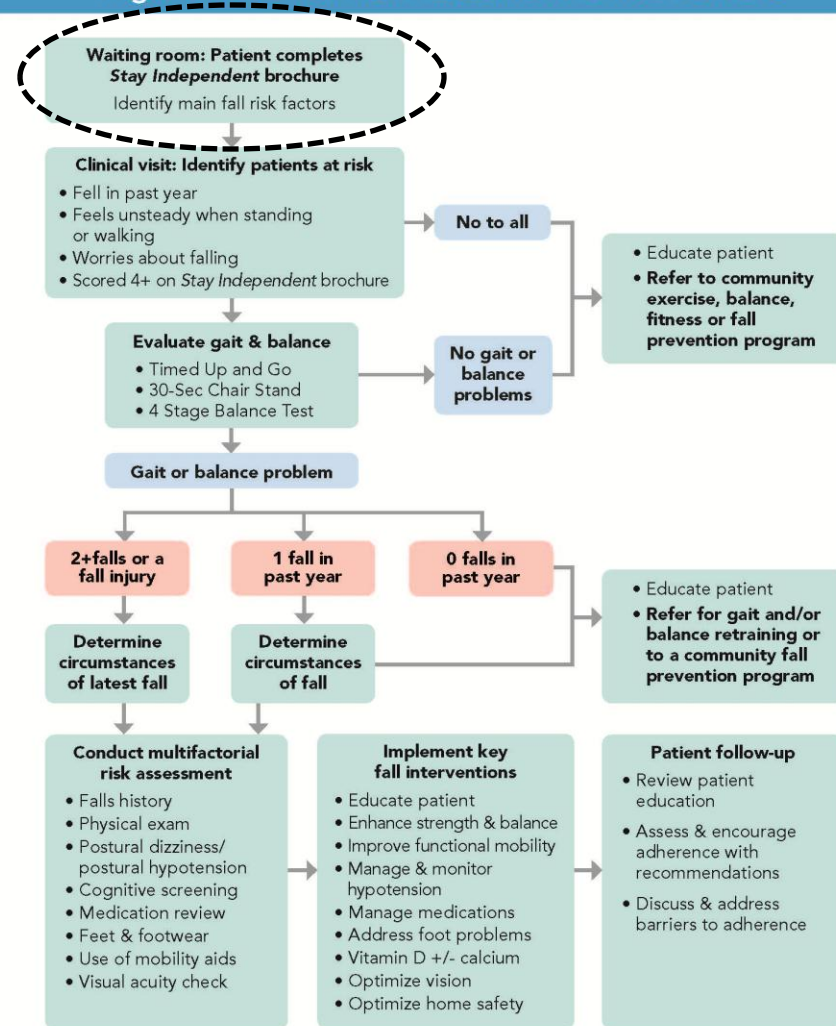 Waiting room: Patient completes
Stay Independent brochure
Identify main fall risk factors
Clinical visit: Identify patients at risk
• Fell in past year
• Feels unsteady when standing
or walking
• Worries about falling
• Scored 4+ on Stay Independent brochure
No to all
Evaluate gait & balance
• Timed Up and Go
• 30-Sec Chair Stand
• 4 Stage Balance Test
No gait or
balance
problems
• Educate patient
• Refer to community
exercise, balance,
fitness or fall
prevention program
Gait or balance problem
2+falls or a
fall injury
1 fall in
past year
0 falls in
past year
Determine
circumstances
of latest fall
Determine
circumstances
of fall
• Educate patient
• Refer for gait and/or
balance retraining or
to a community fall
prevention program
Conduct multifactorial
risk assessment
• Falls history
• Physical exam
• Postural dizziness/
postural hypotension
• Cognitive screening
• Medication review
• Feet & footwear
• Use of mobility aids
• Visual acuity check
Implement key
fall interventions
• Educate patient
• Enhance strength & balance
• Improve functional mobility
• Manage & monitor
hypotension
• Manage medications
• Address foot problems
• Vitamin D +/- calcium
• Optimize vision
• Optimize home safety
Patient follow-up
• Review patient
education
• Assess & encourage
adherence with
recommendations
• Discuss & address
barriers to adherence